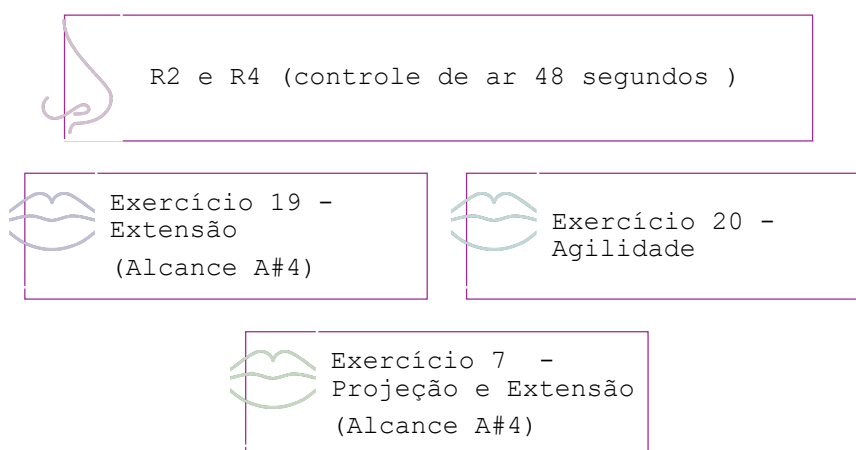 R2 e R4 (controle de ar 48 segundos )
Exercício 19 -
Extensão
(Alcance A#4)
Exercício 20 -
Agilidade
Exercício 7  -
Projeção e Extensão
(Alcance A#4)